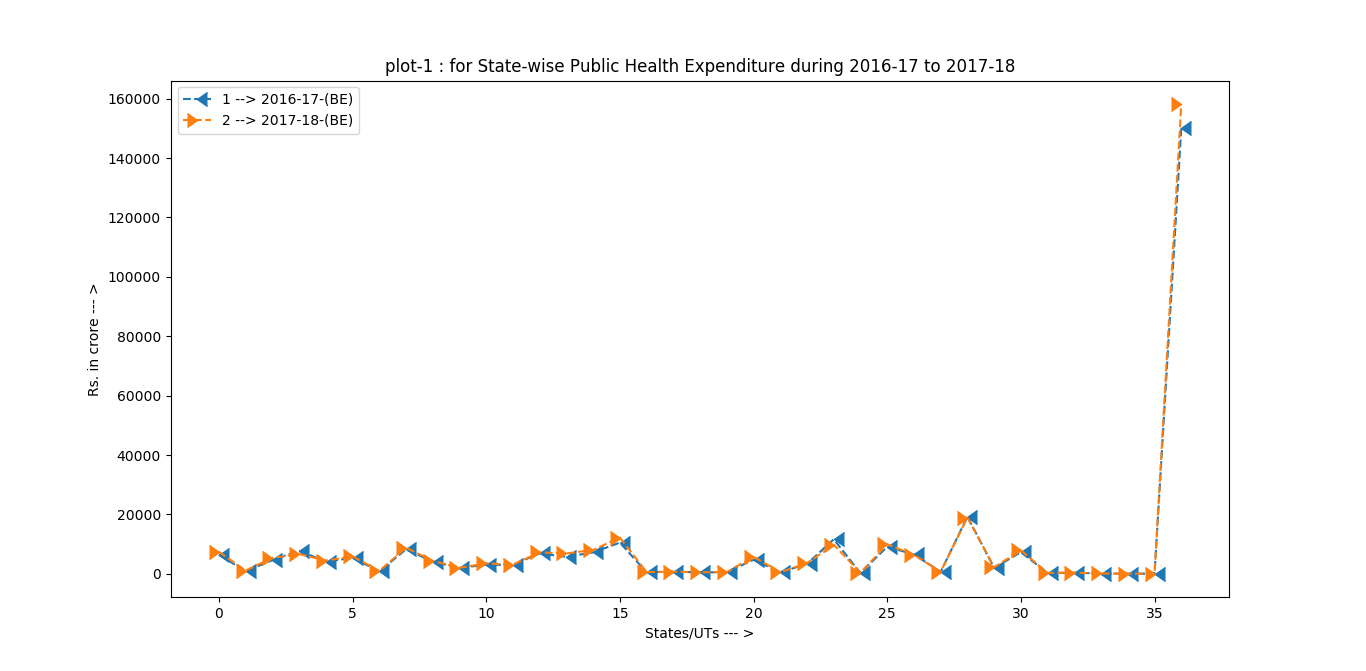 plot-1 : for State-wise Public Health Expenditure during 2016-17 to 2017-18
1 --> 2016-17-(BE)
2 --> 2017-18-(BE)
160000
140000
120000
100000
80000
60000
40000
20000
0
Rs. in crore --- >
0 5 10 15 20 25 30 35
States/UTs --- >